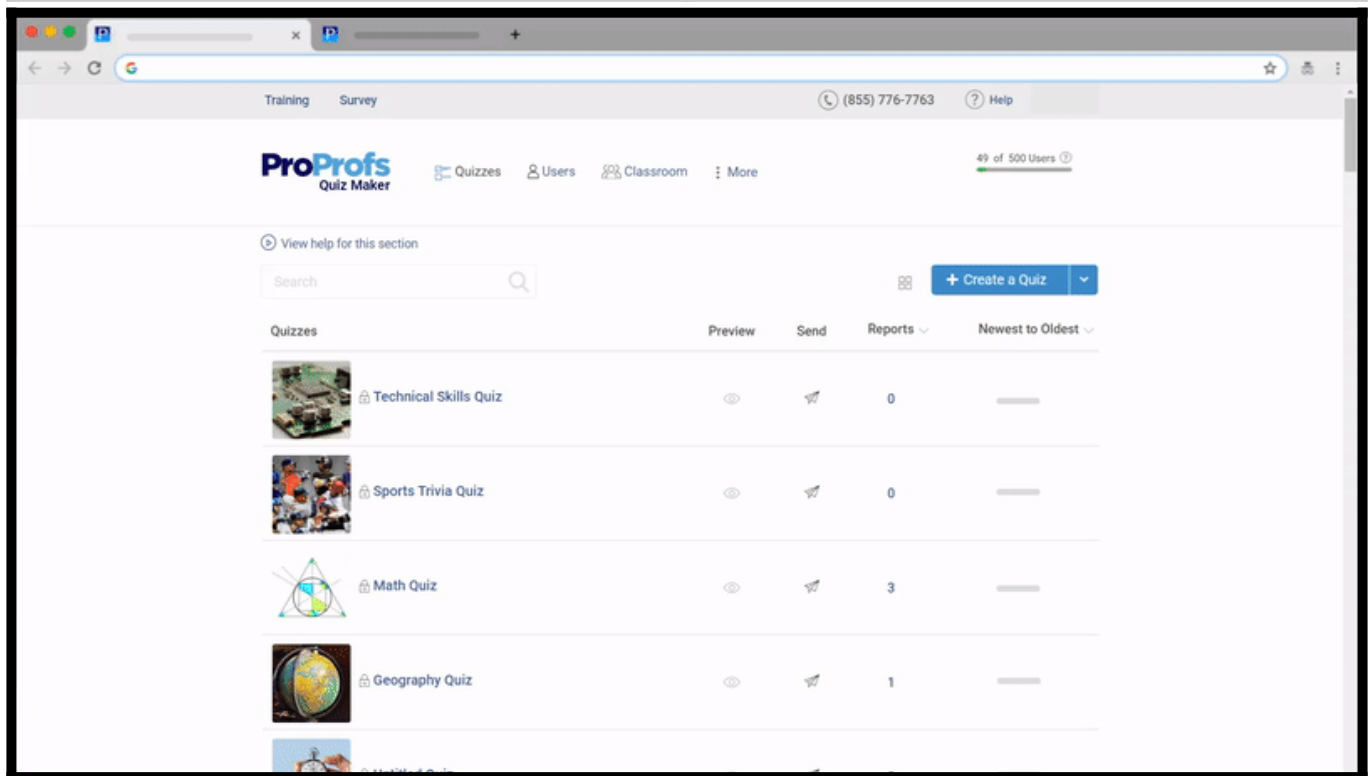 Training Survey (855) 776-7763 Help
ProProfs
Quiz Maker
Quizzes Users Classroom More
49 of 500 Users
View help for this section
Search
+ Create a Quiz
Quizzes Preview Send Reports Newest to Oldest
Technical Skills Quiz 0
Sports Trivia Quiz 0
Math Quiz 3
Geography Quiz 1
Untitled Quiz